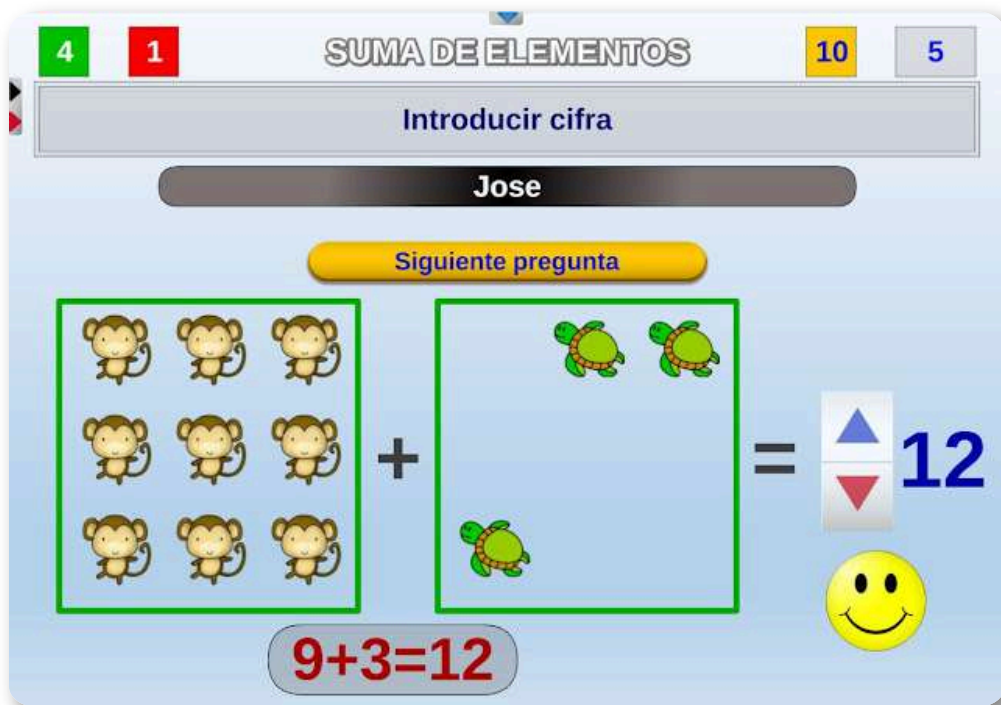 4 1 SUMA DE ELEMENTOS 10 5
Introducir cifra
Jose
Siguiente pregunta
+ = 12
9+3=12